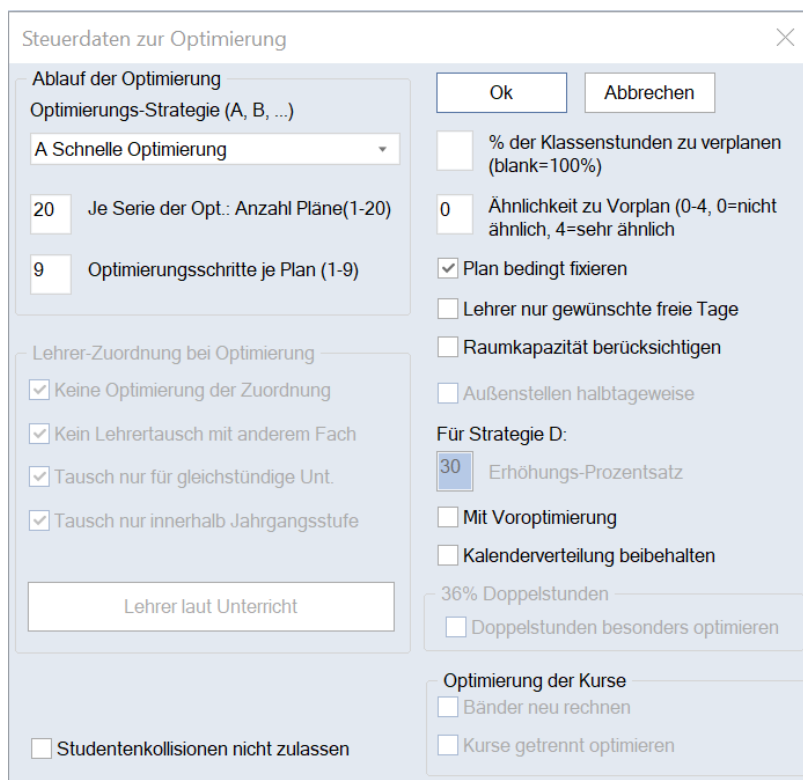 Steuerdaten zur Optimierung
Ablauf der Optimierung
Optimierungs-Strategie (A, B, ...)
A Schnelle Optimierung
20 Je Serie der Opt.: Anzahl Pläne(1-20)
9 Optimierungsschritte je Plan (1-9)
Lehrer-Zuordnung bei Optimierung
Keine Optimierung der Zuordnung
Kein Lehrertausch mit anderem Fach
Tausch nur für gleichstündige Unt.
Tausch nur innerhalb Jahrgangsstufe
Lehrer laut Unterricht
Studentenkollisionen nicht zulassen
Ok Abbrechen
% der Klassenstunden zu verplanen
(blank=100%)
0 Ähnlichkeit zu Vorplan (0-4, 0=nicht
ähnlich, 4=sehr ähnlich
Plan bedingt fixieren
Lehrer nur gewünschte freie Tage
Raumkapazität berücksichtigen
Außenstellen halbtageweise
Für Strategie D:
30 Erhöhungs-Prozentsatz
Mit Voroptimierung
Kalenderverteilung beibehalten
36% Doppelstunden
Doppelstunden besonders optimieren
Optimierung der Kurse
Bänder neu rechnen
Kurse getrennt optimieren